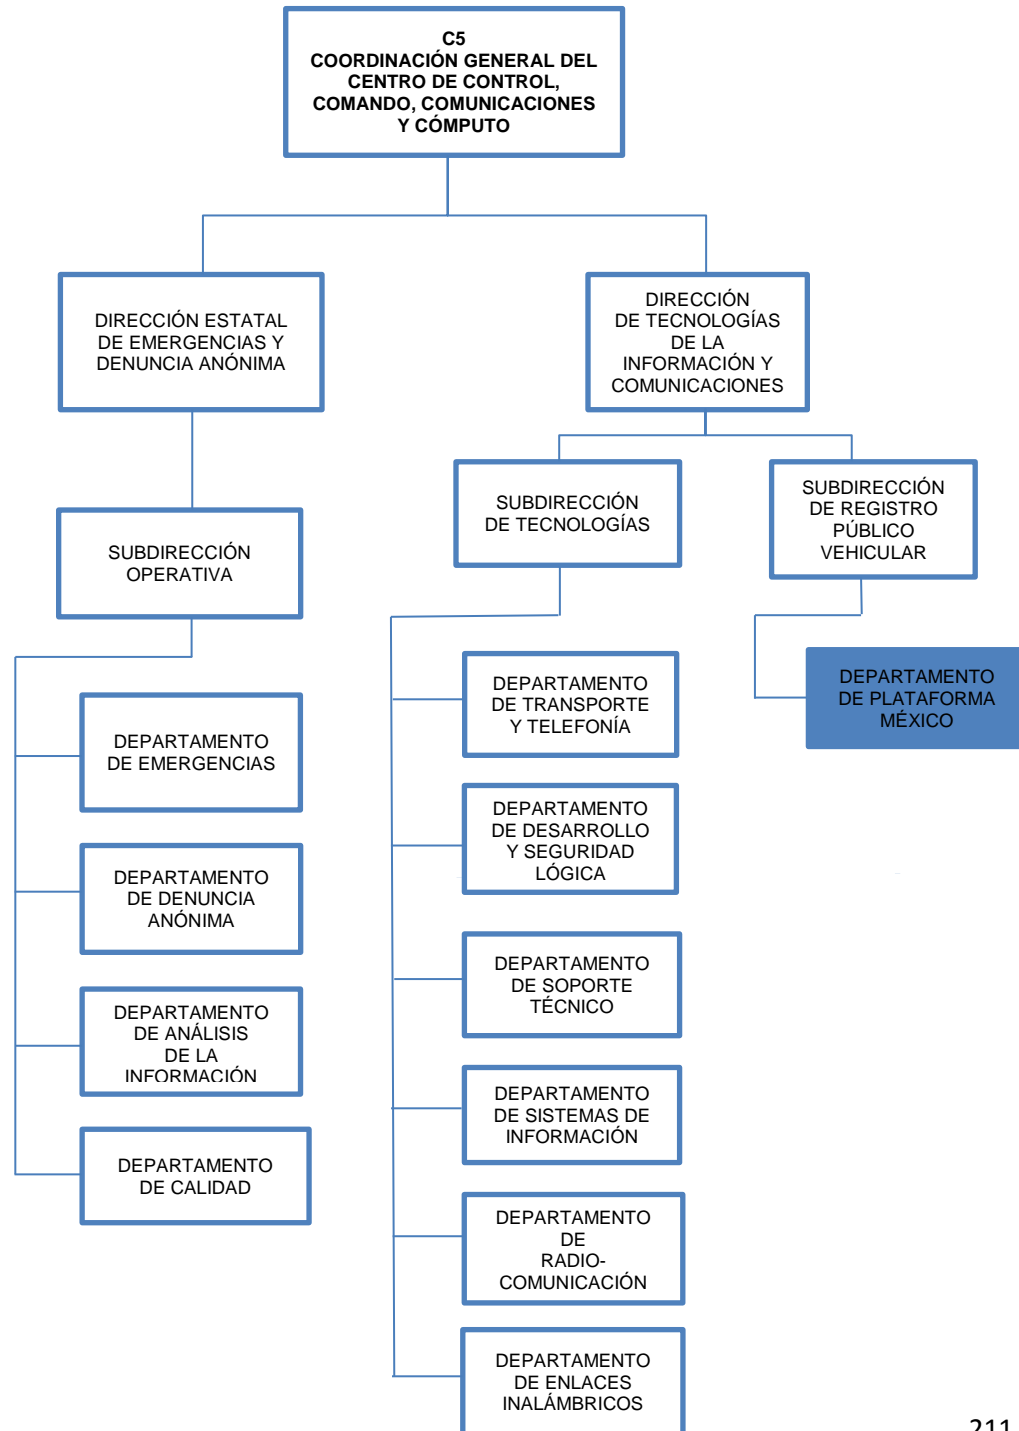 C5
COORDINACIÓN GENERAL DEL
CENTRO DE CONTROL,
COMANDO, COMUNICACIONES
Y CÓMPUTO
DIRECCIÓN ESTATAL
DE EMERGENCIAS Y
DENUNCIA ANÓNIMA
DIRECCIÓN
DE TECNOLOGÍAS
DE LA
INFORMACIÓN Y
COMUNICACIONES
SUBDIRECCIÓN
OPERATIVA
SUBDIRECCIÓN
DE TECNOLOGÍAS
SUBDIRECCIÓN
DE REGISTRO
PÚBLICO
VEHICULAR
DEPARTAMENTO
DE EMERGENCIAS
DEPARTAMENTO
DE DENUNCIA
ANÓNIMA
DEPARTAMENTO
DE ANÁLISIS
DE LA
INFORMACIÓN
DEPARTAMENTO
DE CALIDAD
DEPARTAMENTO
DE TRANSPORTE
Y TELEFONÍA
DEPARTAMENTO
DE DESARROLLO
Y SEGURIDAD
LÓGICA
DEPARTAMENTO
DE SOPORTE
TÉCNICO
DEPARTAMENTO
DE SISTEMAS DE
INFORMACIÓN
DEPARTAMENTO
DE
RADIO-
COMUNICACIÓN
DEPARTAMENTO
DE ENLACES
INALÁMBRICOS
DEPARTAMENTO
DE PLATAFORMA
MÉXICO
211